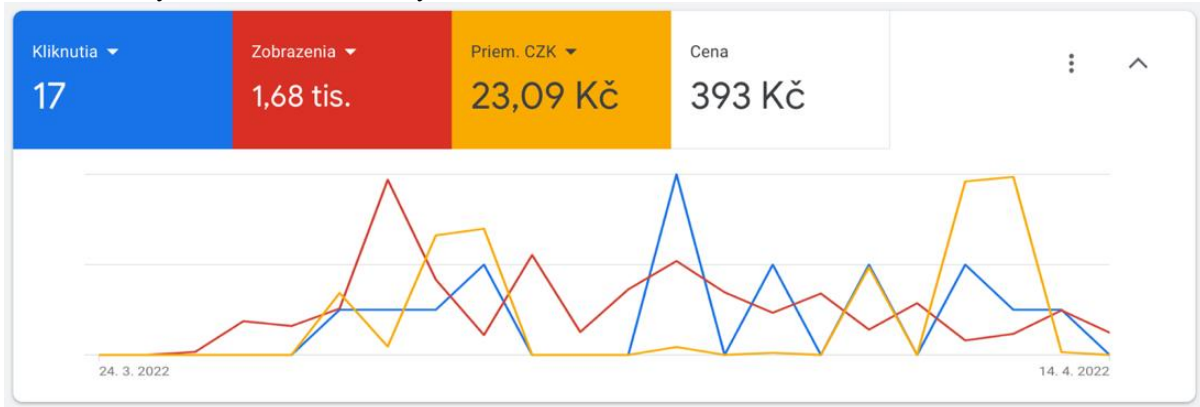 Kliknutia
17
Zobrazenia
1,68 tis.
Priem. CZK
23,09 Kč
Cena
393 Kč
24. 3. 2022
14. 4. 2022